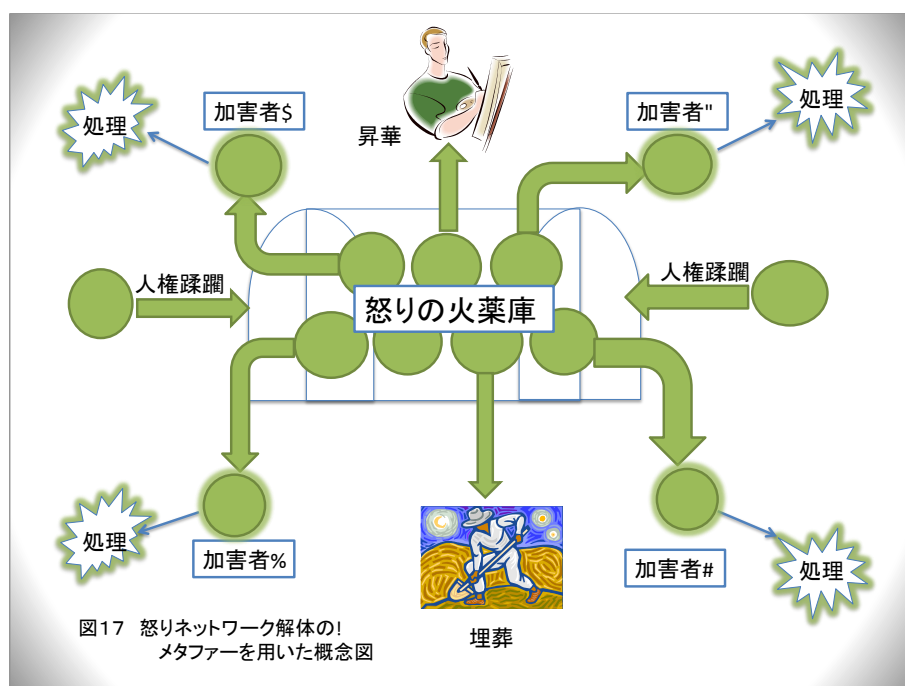 処理
加害者$
昇華
加害者"
処理
人権蹂躙
人権蹂躙
怒りの火薬庫
処理
加害者%
加害者#
処理
埋葬
図17 怒りネットワーク解体の!
メタファーを用いた概念図